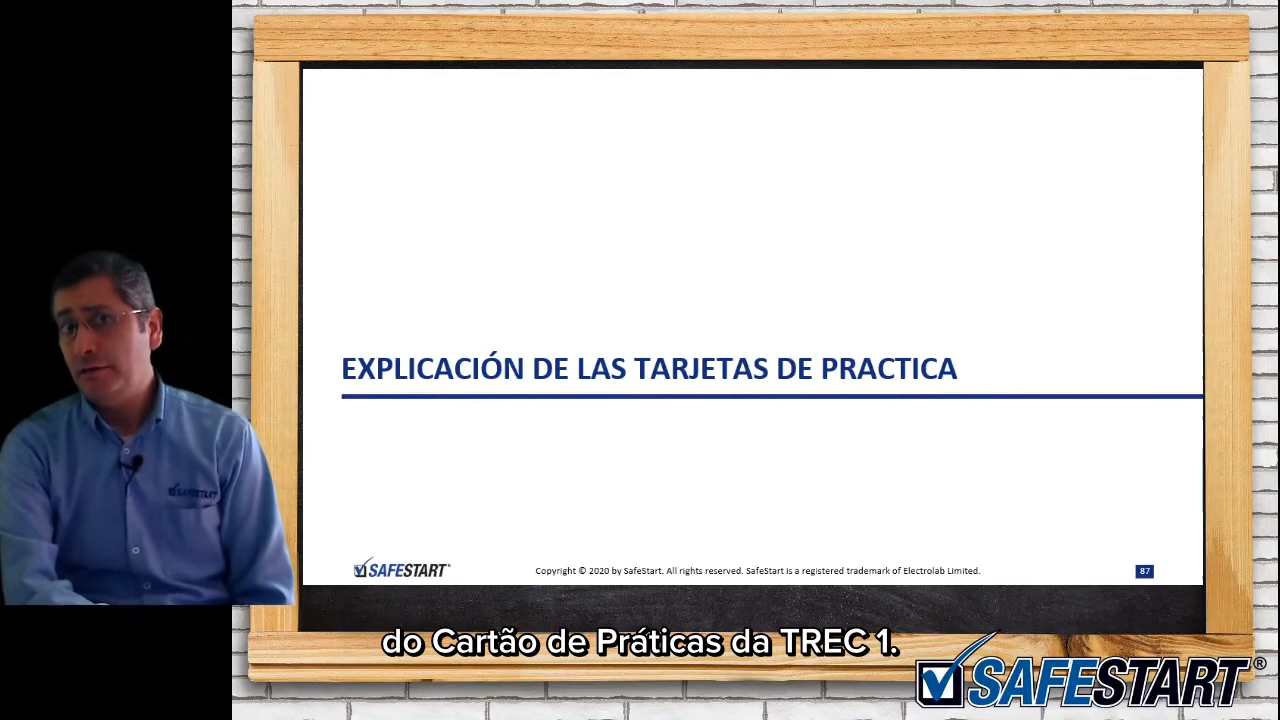 EXPLICACIÓN DE LAS TARJETAS DE PRACTICA
SAFESTART®
Copyright © 2020 by SafeStart. All rights reserved. SafeStart is a registered trademark of Electrolab Limited.
87
SAFESTART
do Cartão de Práticas da TREC 1.
SAFESTART®